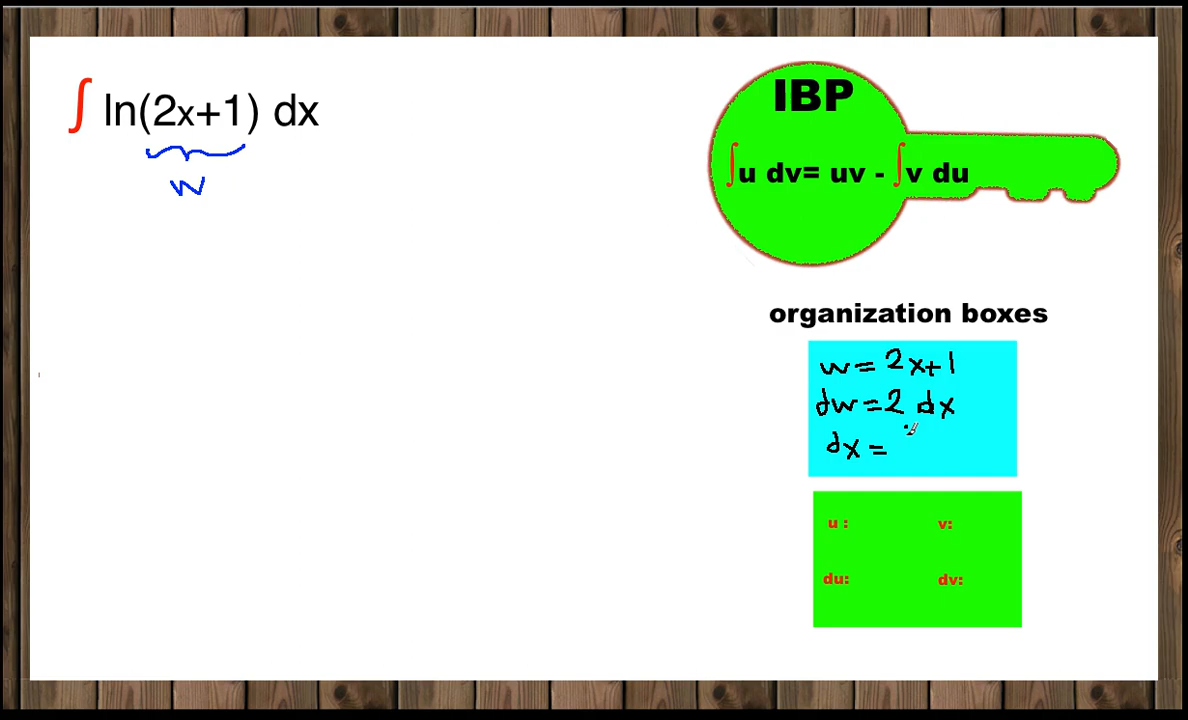 ∫ ln(2x+1) dx
w
IBP
∫u dv= uv - ∫v du
organization boxes
w = 2x+1
dw = 2 dx
dx =
u : v:
du: dv: